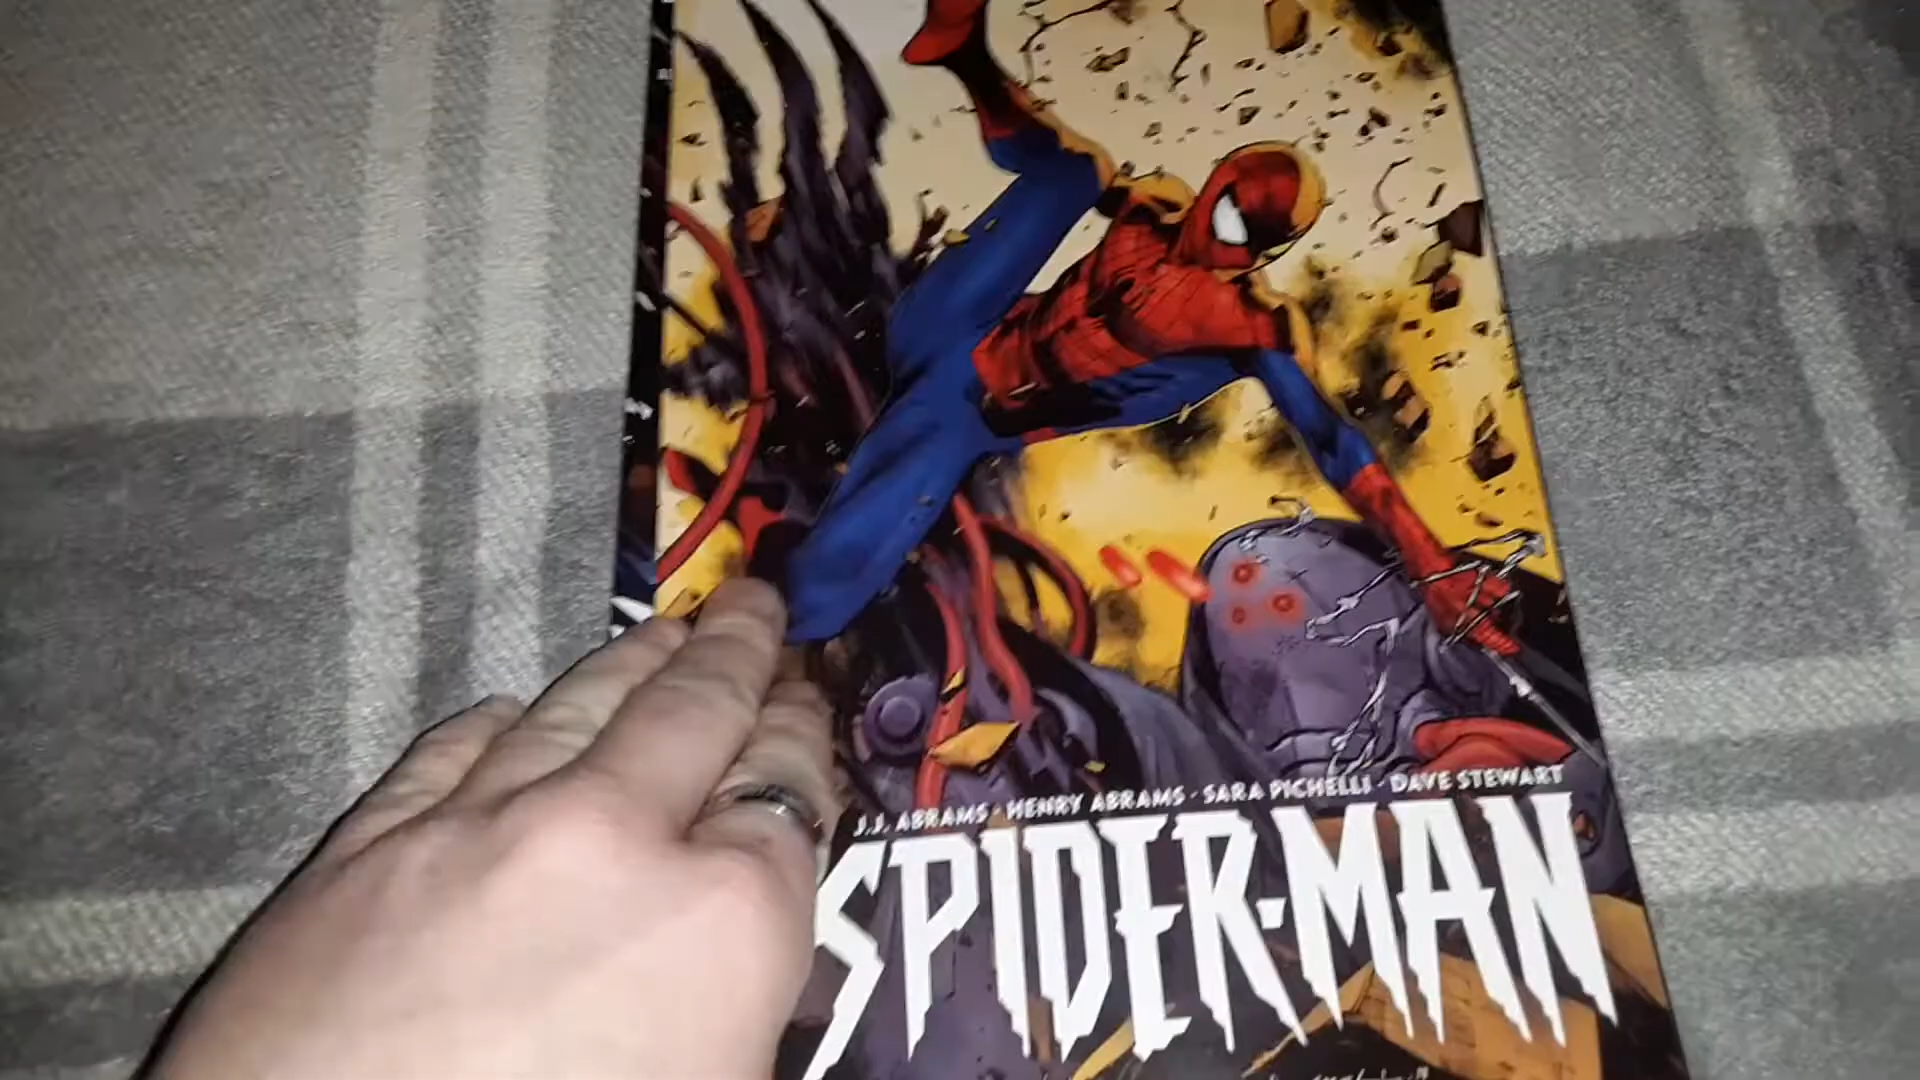 J.J. ABRAMS · HENRY ABRAMS · SARA PICHELLI · DAVE STEWART
SPIDER-MAN